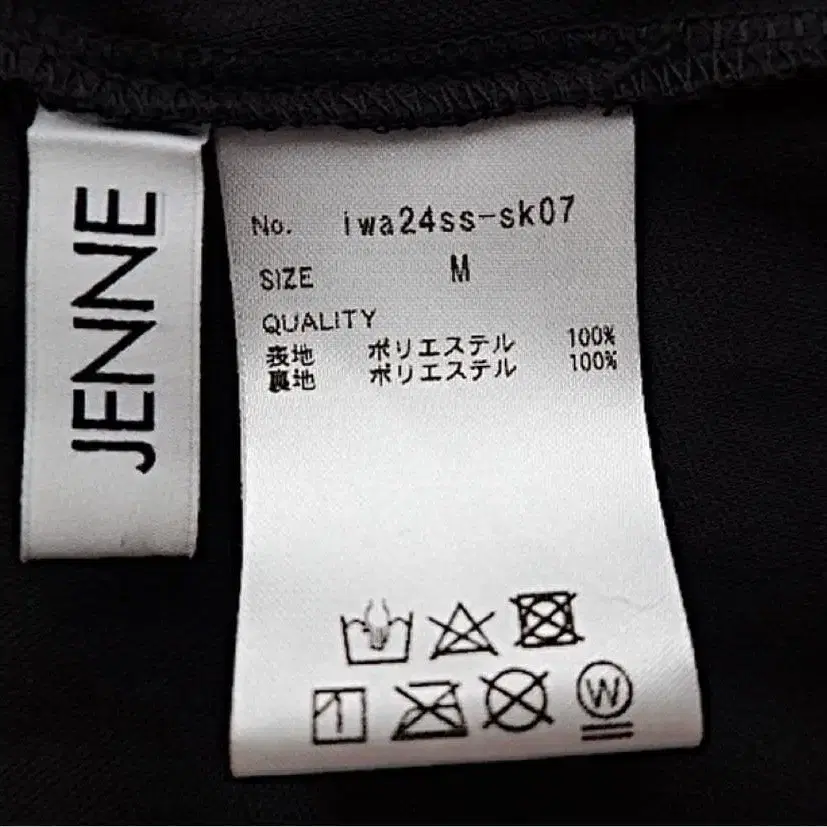 JENNE
No. iwa24ss-sk07
SIZE M
QUALITY
表地 ポリエステル 100%
裏地 ポリエステル 100%
W